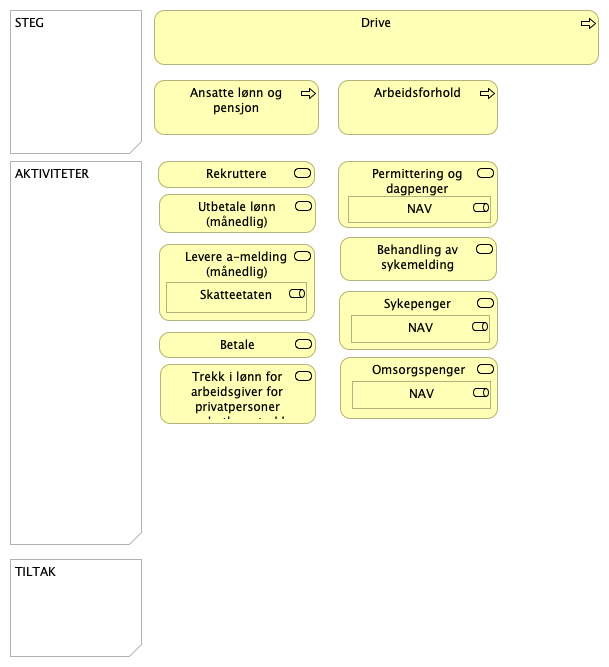 STEG
Drive
Ansatte lønn og
pensjon
Arbeidsforhold
AKTIVITETER
Rekruttere
Utbetale lønn
(månedlig)
Levere a-melding
(månedlig)
Skatteetaten
Betale
Trekk i lønn for
arbeidsgiver for
privatpersoner
Permittering og
dagpenger
NAV
Behandling av
sykemelding
Sykepenger
NAV
Omsorgspenger
NAV
TILTAK